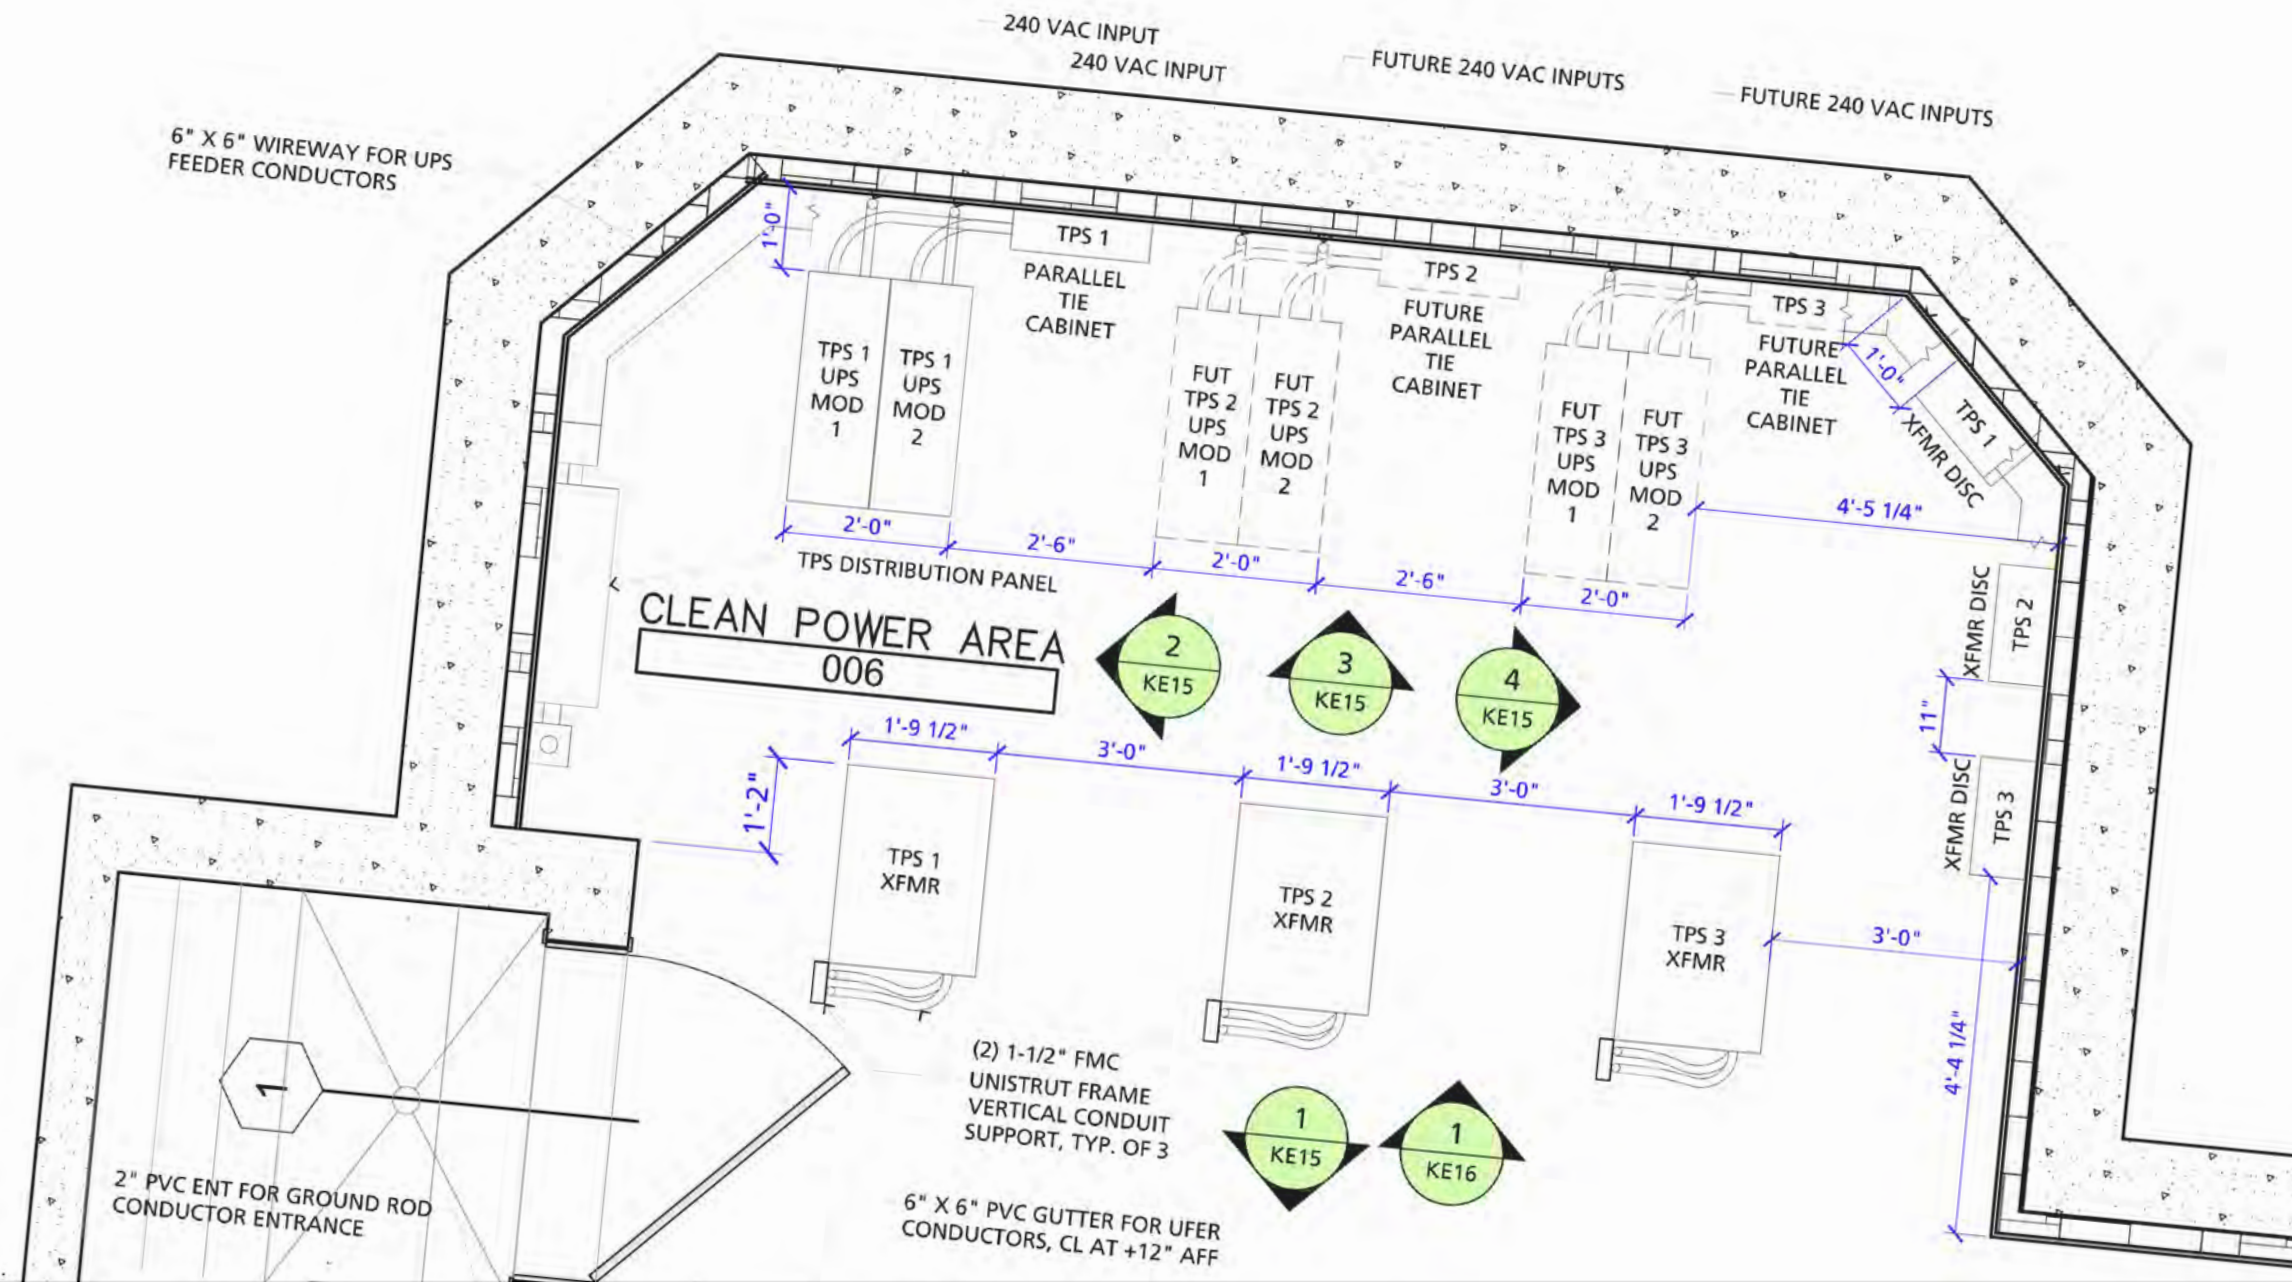 240 VAC INPUT
240 VAC INPUT
FUTURE 240 VAC INPUTS
FUTURE 240 VAC INPUTS
6" X 6" WIREWAY FOR UPS
FEEDER CONDUCTORS
1'-0"
TPS 1
PARALLEL
TIE
CABINET
TPS 2
FUTURE
PARALLEL
TIE
CABINET
TPS 3
FUTURE
PARALLEL
TIE
CABINET
1'-0"
TPS 1
XFMR DISC
TPS 1
UPS
MOD
1
TPS 1
UPS
MOD
2
FUT
TPS 2
UPS
MOD
1
FUT
TPS 2
UPS
MOD
2
FUT
TPS 3
UPS
MOD
1
FUT
TPS 3
UPS
MOD
2
4'-5 1/4"
2'-0"
2'-6"
2'-0"
2'-6"
2'-0"
TPS DISTRIBUTION PANEL
CLEAN POWER AREA
006
2
KE15
3
KE15
4
KE15
XFMR DISC
TPS 2
11"
XFMR DISC
TPS 3
1'-9 1/2"
3'-0"
1'-9 1/2"
3'-0"
1'-9 1/2"
1'-2"
TPS 1
XFMR
TPS 2
XFMR
TPS 3
XFMR
3'-0"
4'-4 1/4"
1
(2) 1-1/2" FMC
UNISTRUT FRAME
VERTICAL CONDUIT
SUPPORT, TYP. OF 3
1
KE15
1
KE16
2" PVC ENT FOR GROUND ROD
CONDUCTOR ENTRANCE
6" X 6" PVC GUTTER FOR UFER
CONDUCTORS, CL AT +12" AFF